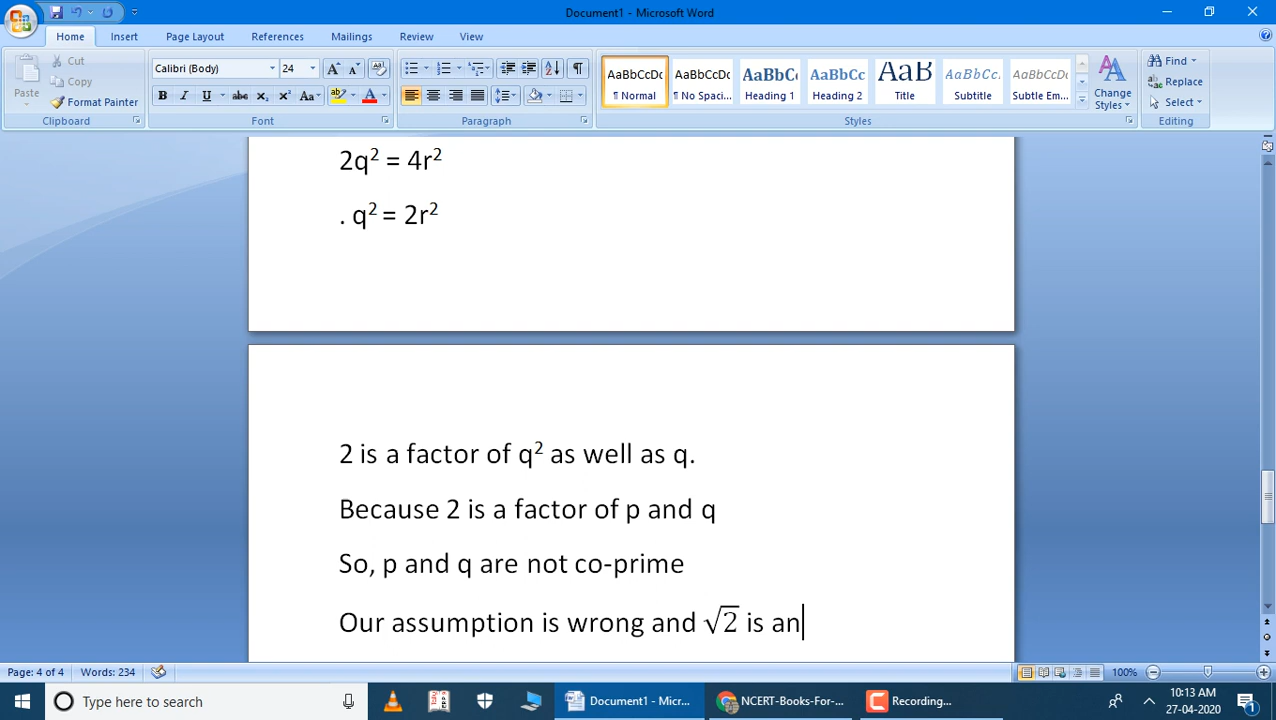 Document1 - Microsoft Word
Home Insert Page Layout References Mailings Review View
Paste
Cut
Copy
Format Painter
Clipboard
Calibri (Body) 24
B I U abc x₂ x² Aa
Font
Paragraph
AaBbCcDc AaBbCcDc AaBbCc AaBbCc AaB AaBbCc. AaBbCcDc
¶ Normal ¶ No Spaci... Heading 1 Heading 2 Title Subtitle Subtle Em...
Change Styles
Styles
Find
Replace
Select
Editing
2q² = 4r²
. q² = 2r²
2 is a factor of q² as well as q.
Because 2 is a factor of p and q
So, p and q are not co-prime
Our assumption is wrong and √2 is an
Page: 4 of 4 Words: 234 100%
Type here to search Document1 - Micr... NCERT-Books-For-... Recording... 10:13 AM
27-04-2020